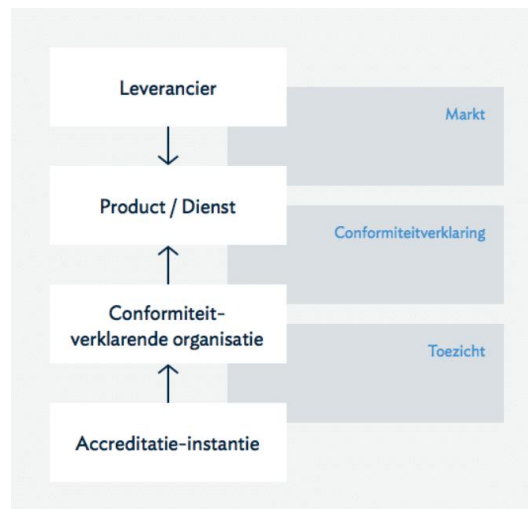 Leverancier
Markt
Product / Dienst
Conformiteitverklaring
Conformiteit-
verklarende organisatie
Toezicht
Accreditatie-instantie